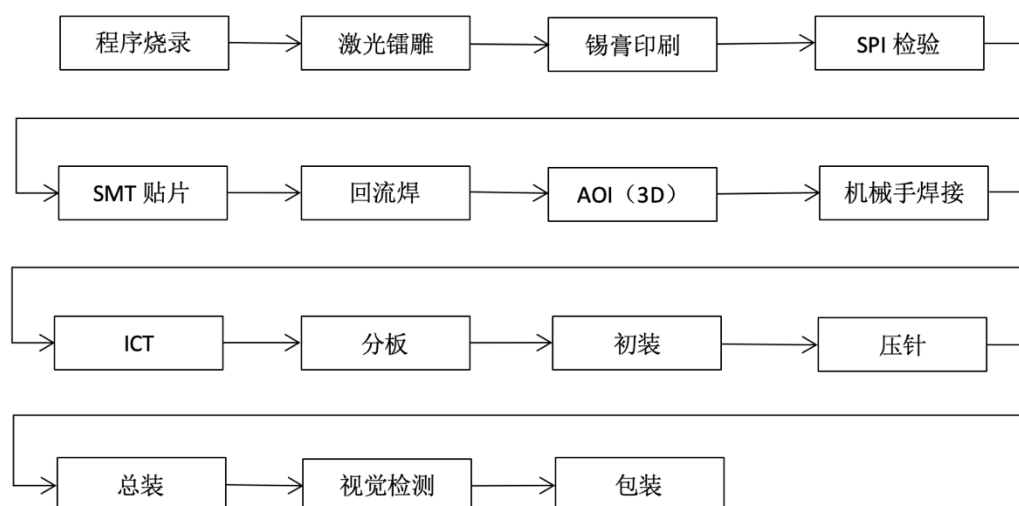 程序烧录
激光镭雕
锡膏印刷
SPI 检验
SMT 贴片
回流焊
AOI（3D）
机械手焊接
ICT
分板
初装
压针
总装
视觉检测
包装